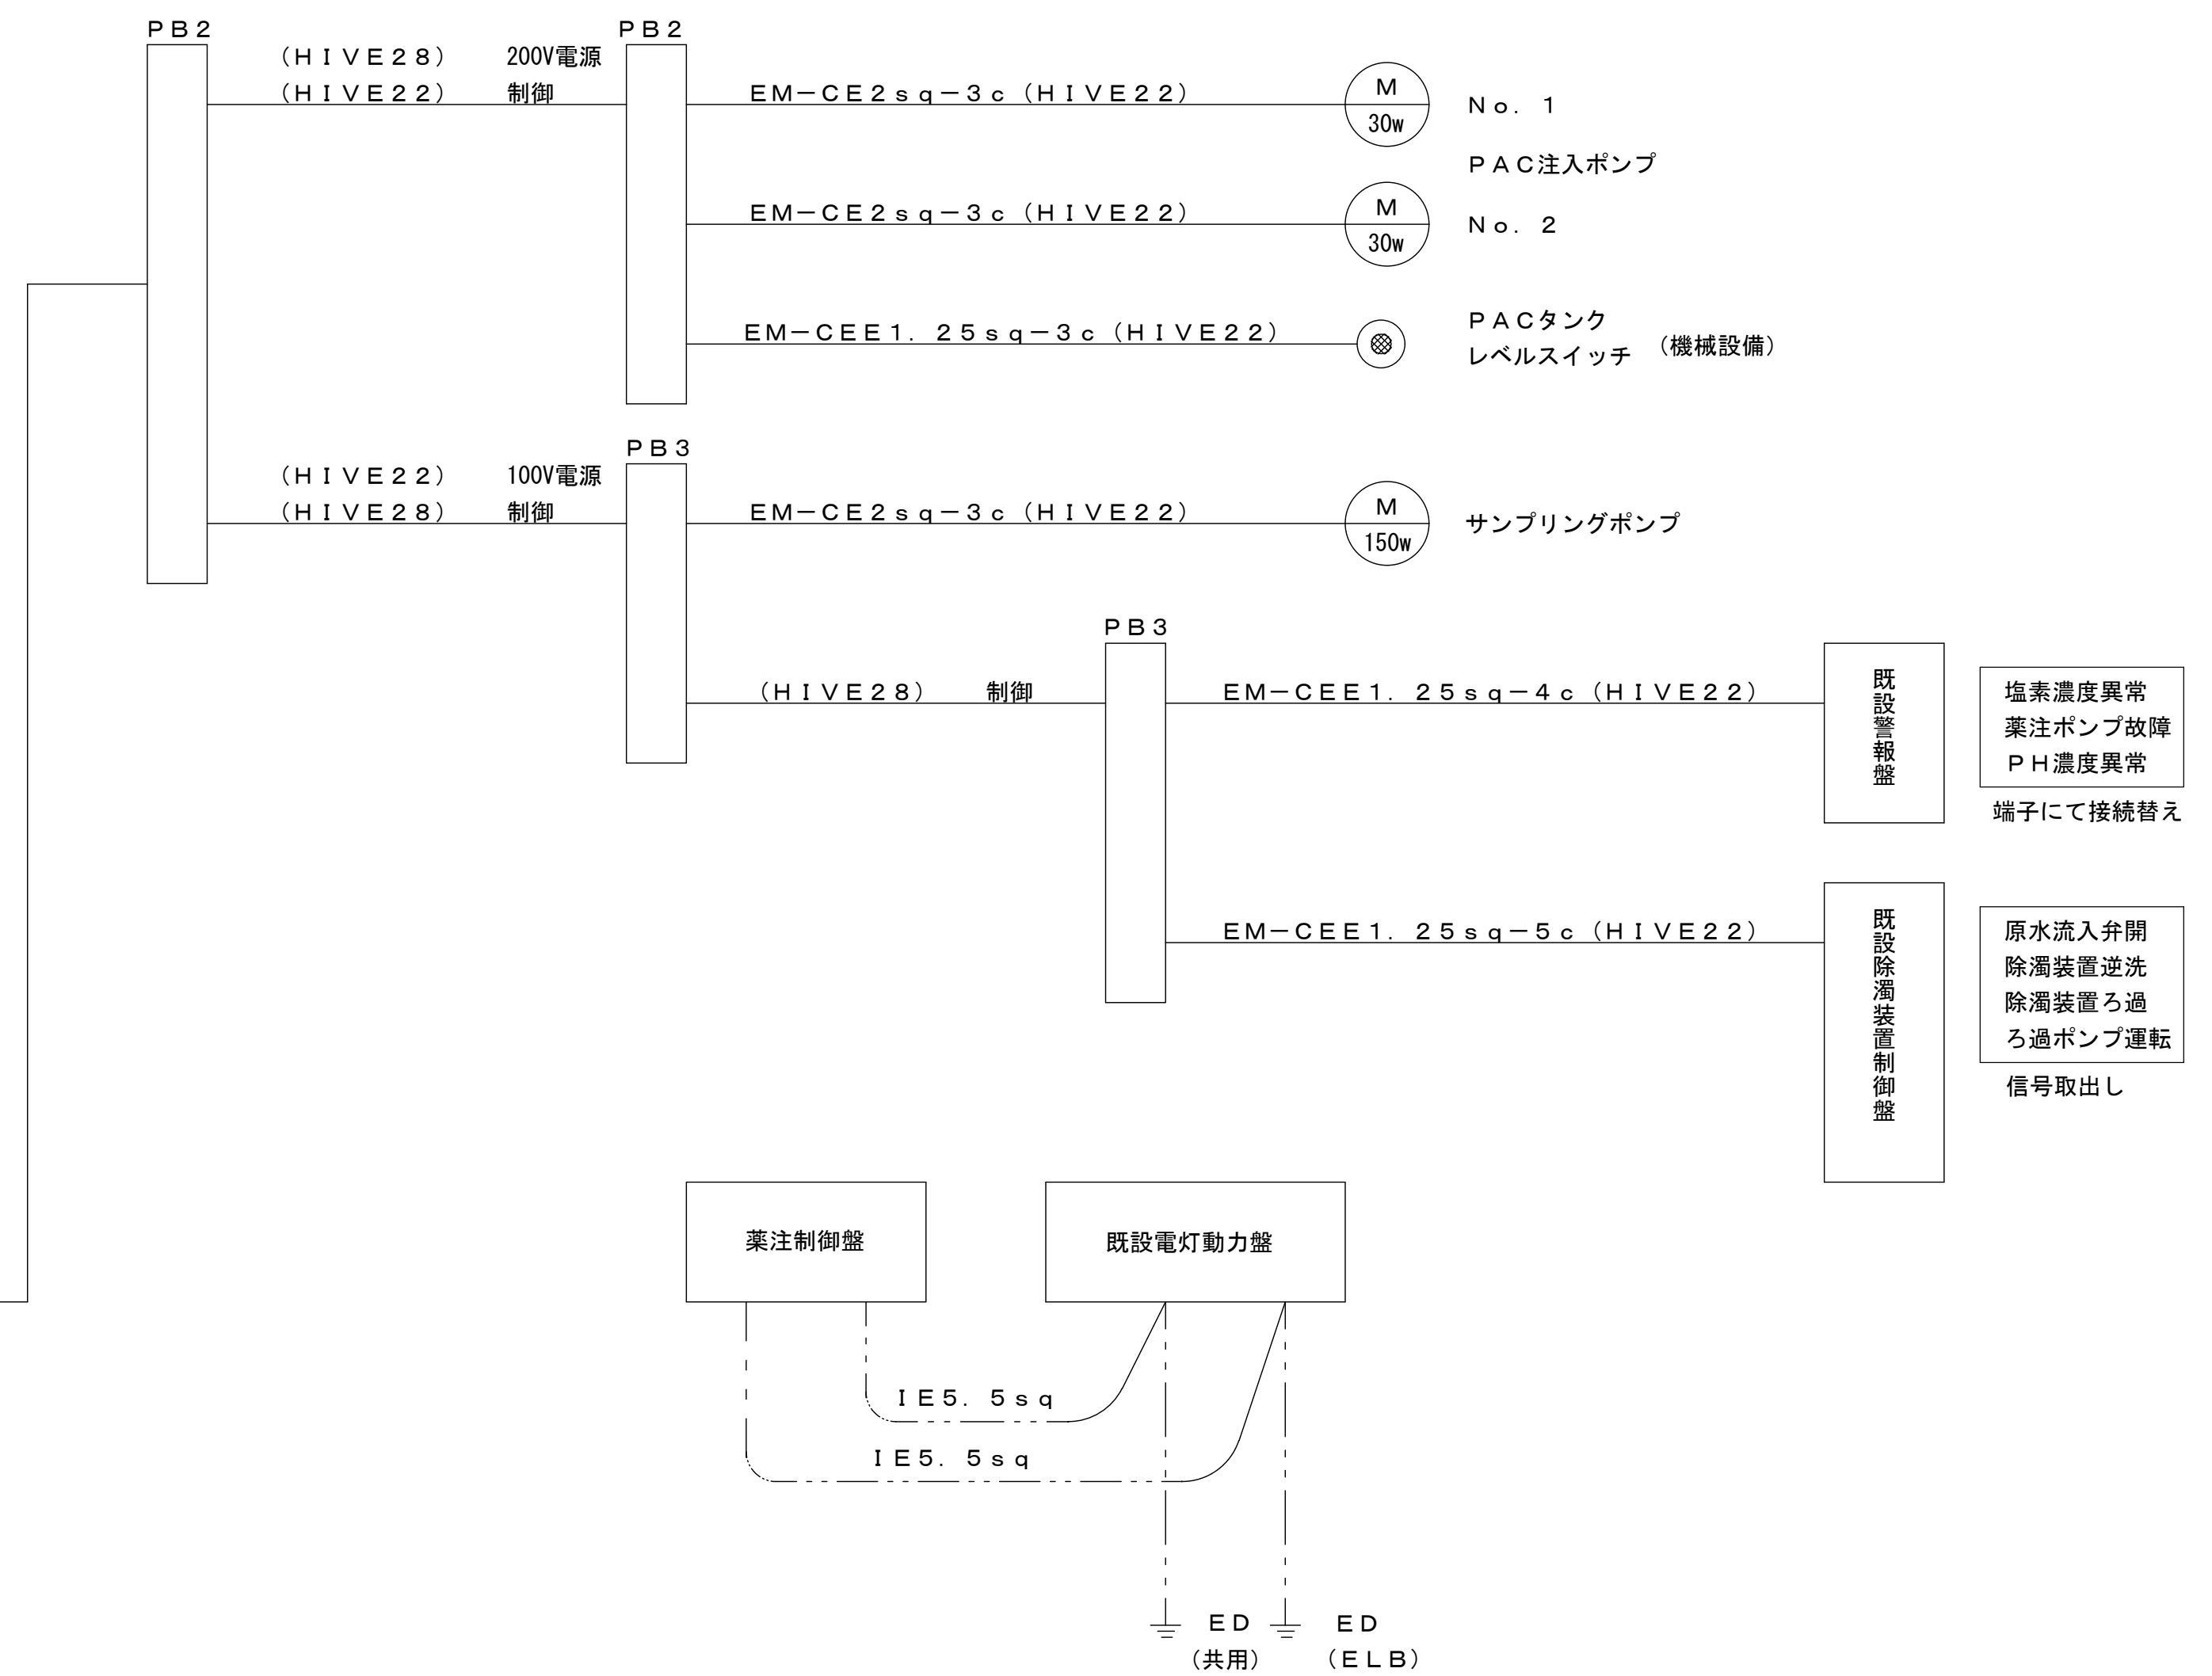 ＰＢ２
（ＨＩＶＥ２８） 200V電源
（ＨＩＶＥ２２） 制御
ＰＢ２
ＥＭ－ＣＥ２ｓｑ－３ｃ（ＨＩＶＥ２２）
Ｍ
30w
Ｎｏ．１
ＰＡＣ注入ポンプ
ＥＭ－ＣＥ２ｓｑ－３ｃ（ＨＩＶＥ２２）
Ｍ
30w
Ｎｏ．２
ＥＭ－ＣＥＥ１．２５ｓｑ－３ｃ（ＨＩＶＥ２２）
ＰＡＣタンク
レベルスイッチ
（機械設備）
（ＨＩＶＥ２２） 100V電源
（ＨＩＶＥ２８） 制御
ＰＢ３
ＥＭ－ＣＥ２ｓｑ－３ｃ（ＨＩＶＥ２２）
Ｍ
150w
サンプリングポンプ
（ＨＩＶＥ２８） 制御
ＰＢ３
ＥＭ－ＣＥＥ１．２５ｓｑ－４ｃ（ＨＩＶＥ２２）
既設警報盤
塩素濃度異常
薬注ポンプ故障
ＰＨ濃度異常
端子にて接続替え
ＥＭ－ＣＥＥ１．２５ｓｑ－５ｃ（ＨＩＶＥ２２）
既設除濁装置制御盤
原水流入弁開
除濁装置逆洗
除濁装置ろ過
ろ過ポンプ運転
信号取出し
薬注制御盤
既設電灯動力盤
ＩＥ５．５ｓｑ
ＩＥ５．５ｓｑ
ＥＤ
（共用）
ＥＤ
（ＥＬＢ）